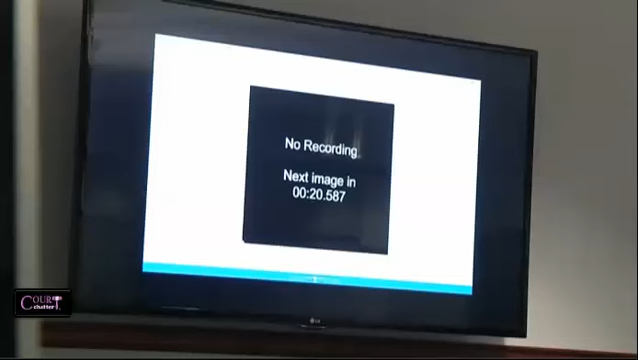 No Recording
Next image in
00:20.587
COURT
chatter
LG